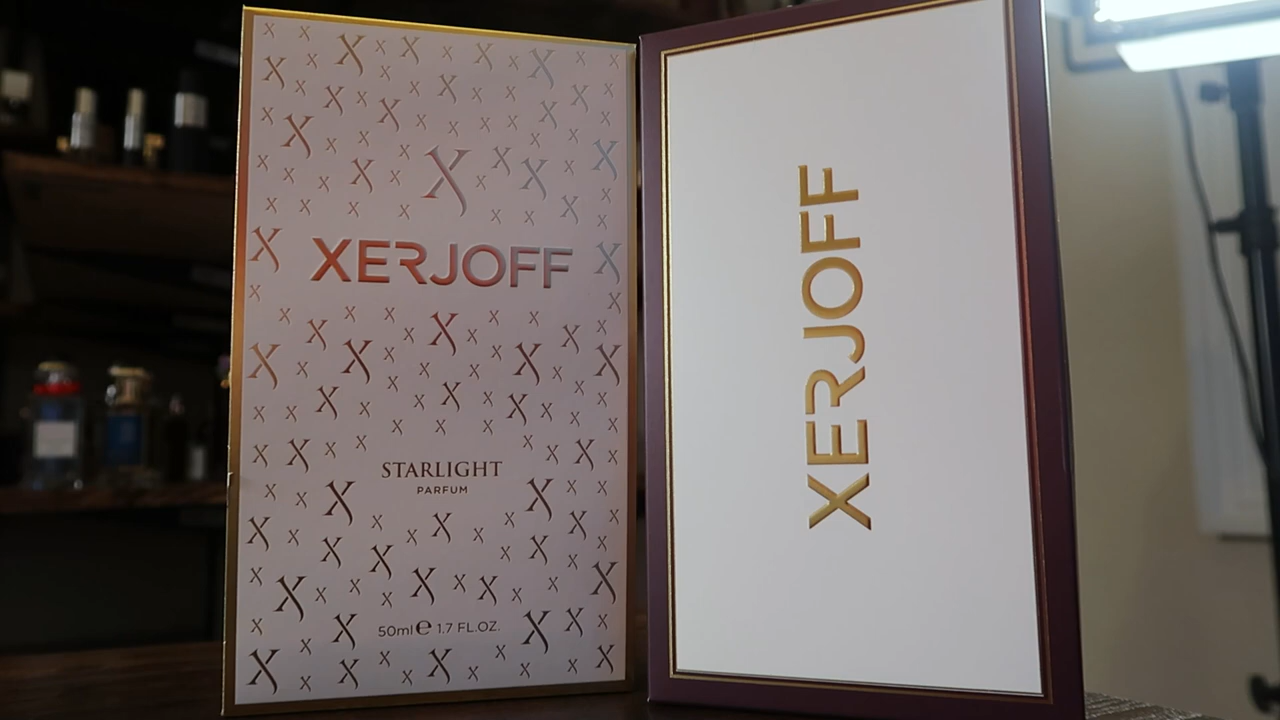 XERJOFF
STARLIGHT
PARFUM
50ml e 1.7 FL.OZ.
XERJOFF